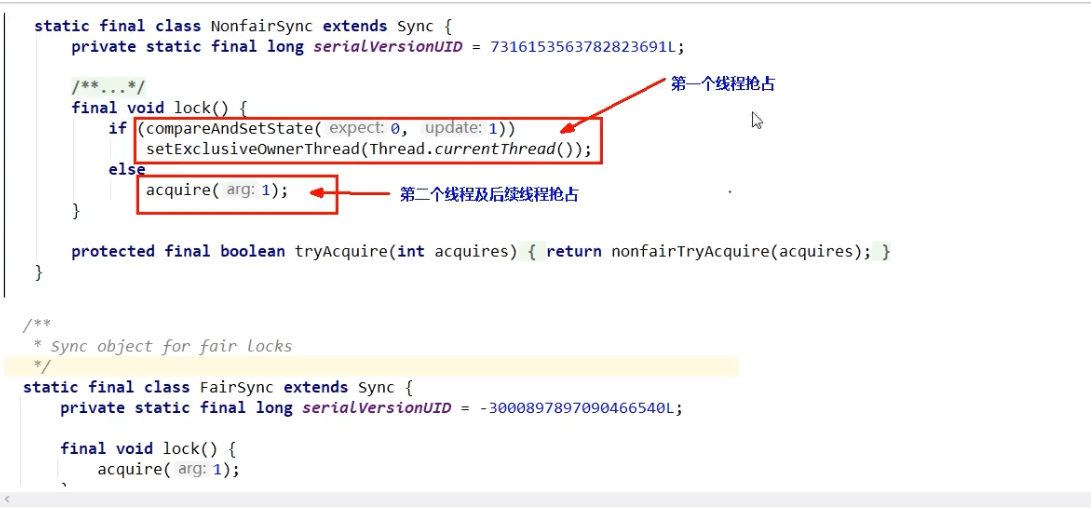 static final class NonfairSync extends Sync {
private static final long serialVersionUID = 7316153563782823691L;
/**...*/
第一个线程抢占
final void lock() {
if (compareAndSetState( expect: 0, update: 1))
setExclusiveOwnerThread(Thread.currentThread());
else
acquire( arg: 1);
第二个线程及后续线程抢占
}
protected final boolean tryAcquire(int acquires) { return nonfairTryAcquire(acquires); }
}
/**
* Sync object for fair locks
*/
static final class FairSync extends Sync {
private static final long serialVersionUID = -3000897897090466540L;
final void lock() {
acquire( arg: 1);